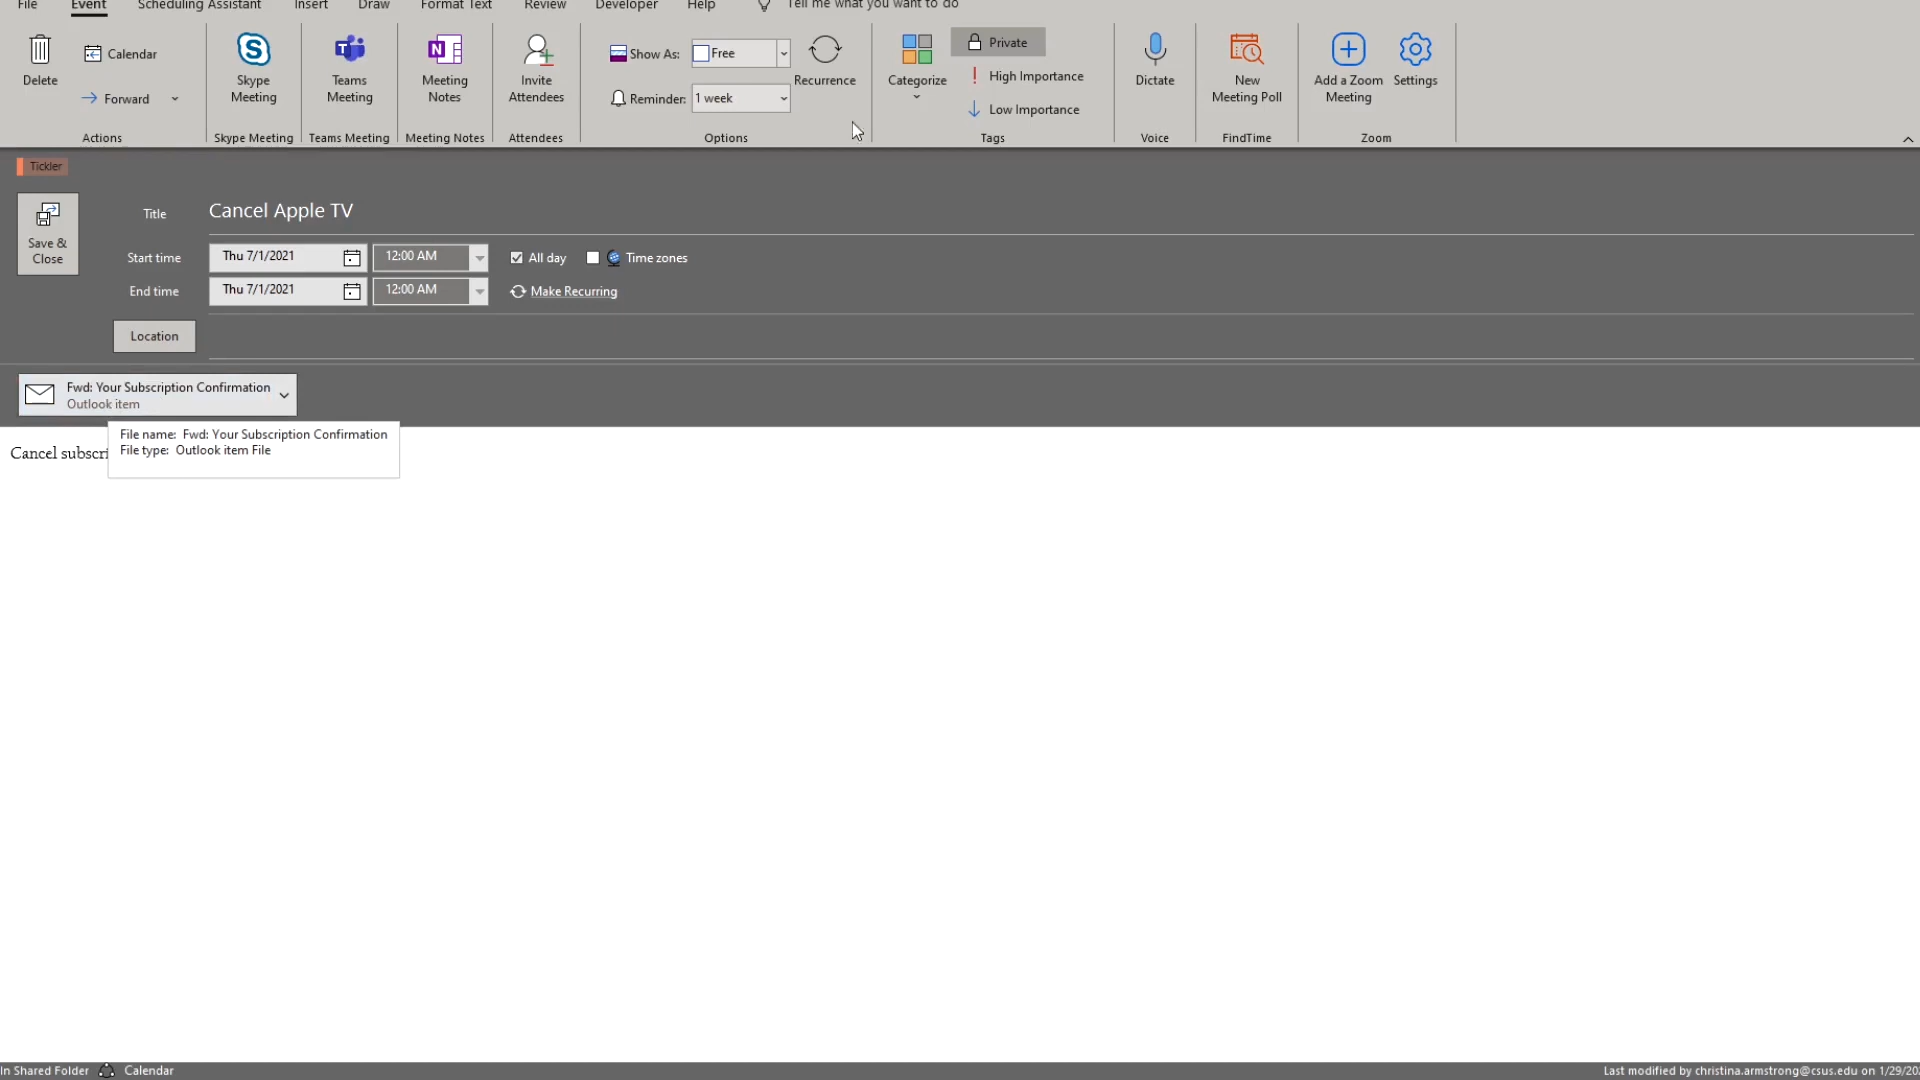 File Event Scheduling Assistant Insert Draw Format Text Review Developer Help Tell me what you want to do
Delete
Calendar
Forward
Actions
Skype Meeting
Skype Meeting
Teams Meeting
Teams Meeting
Meeting Notes
Meeting Notes
Invite Attendees
Attendees
Show As: Free
Reminder: 1 week
Recurrence
Options
Categorize
Private
High Importance
Low Importance
Tags
Dictate
Voice
New Meeting Poll
FindTime
Add a Zoom Meeting
Settings
Zoom
Tickler
Save & Close
Title Cancel Apple TV
Start time Thu 7/1/2021 12:00 AM All day Time zones
End time Thu 7/1/2021 12:00 AM Make Recurring
Location
Fwd: Your Subscription Confirmation
Outlook item
File name: Fwd: Your Subscription Confirmation
File type: Outlook item File
Cancel subscri
In Shared Folder Calendar Last modified by christina.armstrong@csus.edu on 1/29/20